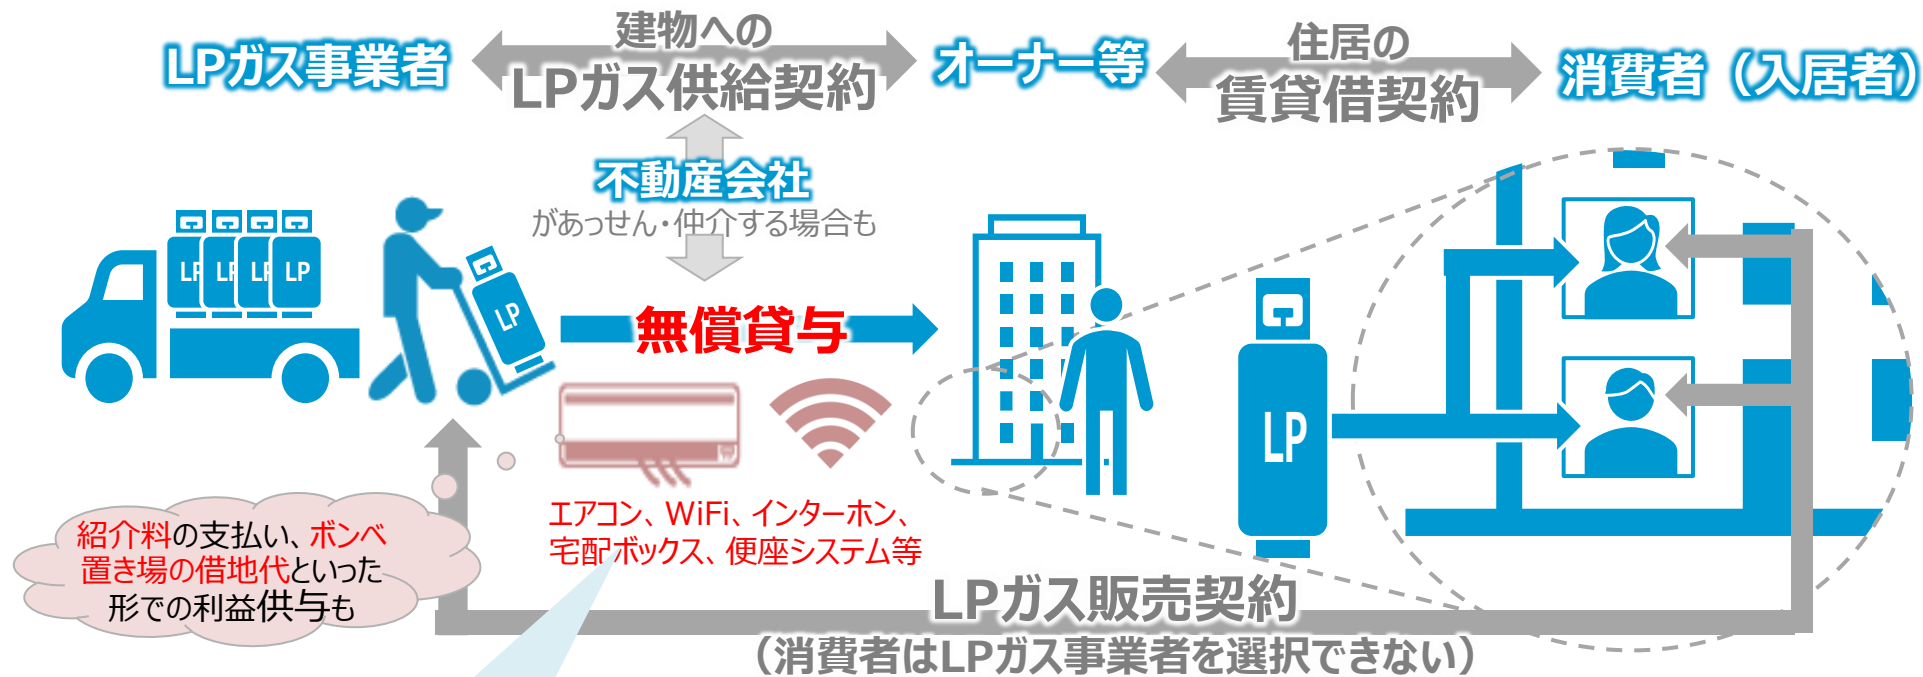 LPガス事業者
建物への
LPガス供給契約
オーナー等
住居の
賃貸借契約
消費者（入居者）
不動産会社
があっせん・仲介する場合も
LP
LP
LP
LP
LP
無償貸与
LP
エアコン、WiFi、インターホン、
宅配ボックス、便座システム等
紹介料の支払い、ボンベ
置き場の借地代といった
形での利益供与も
LPガス販売契約
（消費者はLPガス事業者を選択できない）